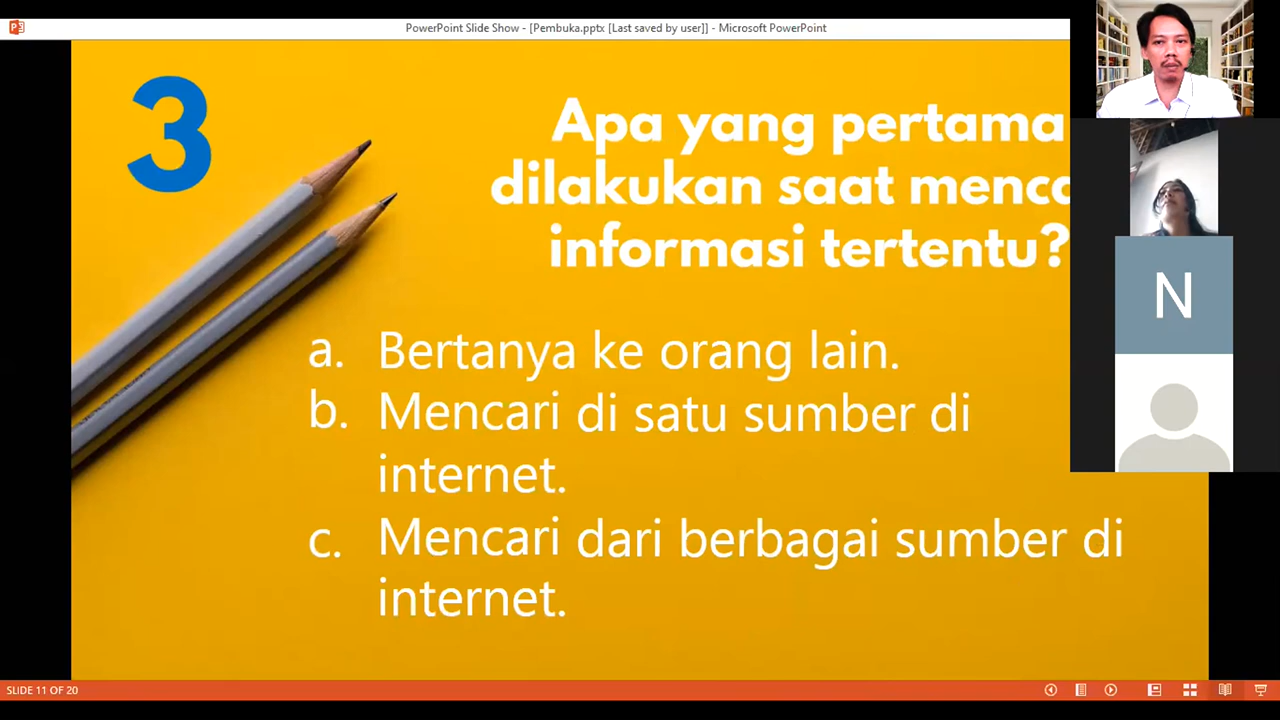 PowerPoint Slide Show - [Pembuka.pptx [Last saved by user]] - Microsoft PowerPoint
3
Apa yang pertama
dilakukan saat
informasi tertentu?
a. Bertanya ke orang lain.
b. Mencari di satu sumber di
internet.
c. Mencari dari berbagai sumber di
internet.
N
SLIDE 11 OF 20